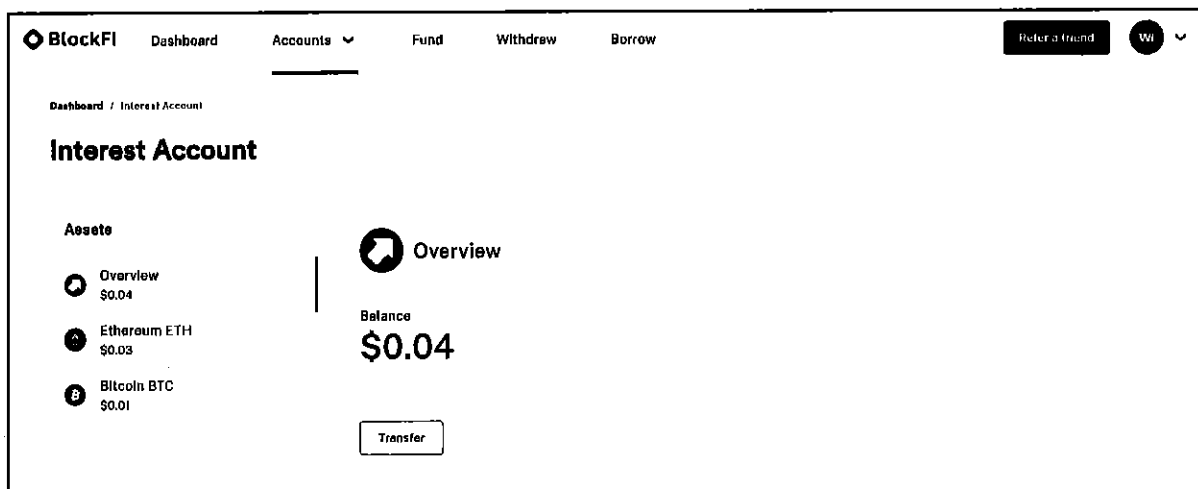 BlockFi Dashboard Accounts Fund Withdraw Borrow Refer a friend WI
Dashboard / Interest Account
Interest Account
Assets
Overview
$0.04
Ethereum ETH
$0.03
Bitcoin BTC
$0.01
Overview
Balance
$0.04
Transfer